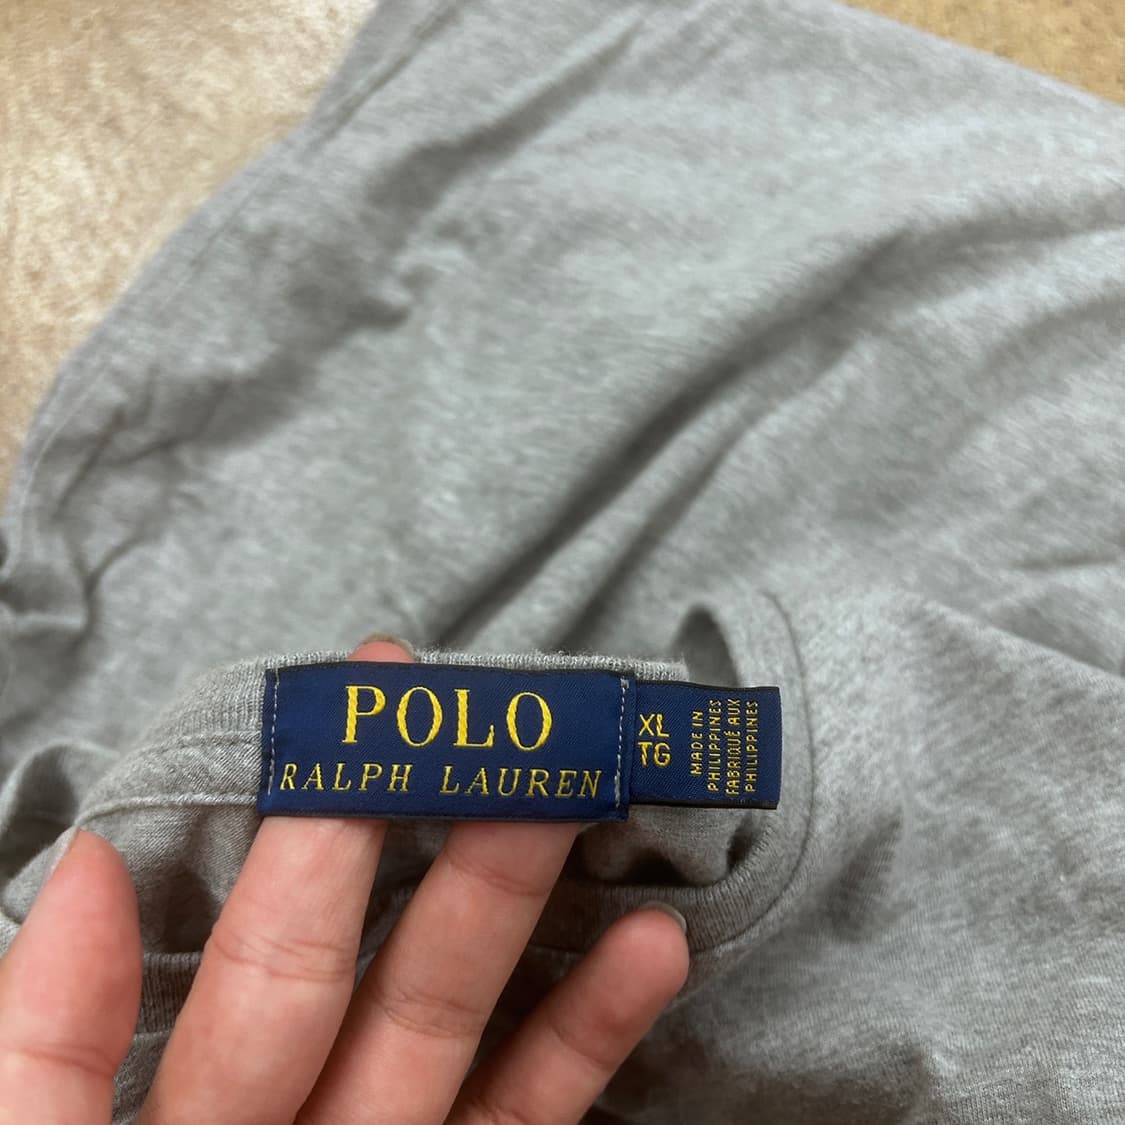 POLO
RALPH LAUREN
XL
TG
MADE IN
PHILIPPINES
FABRIQUÉ AUX
PHILIPPINES